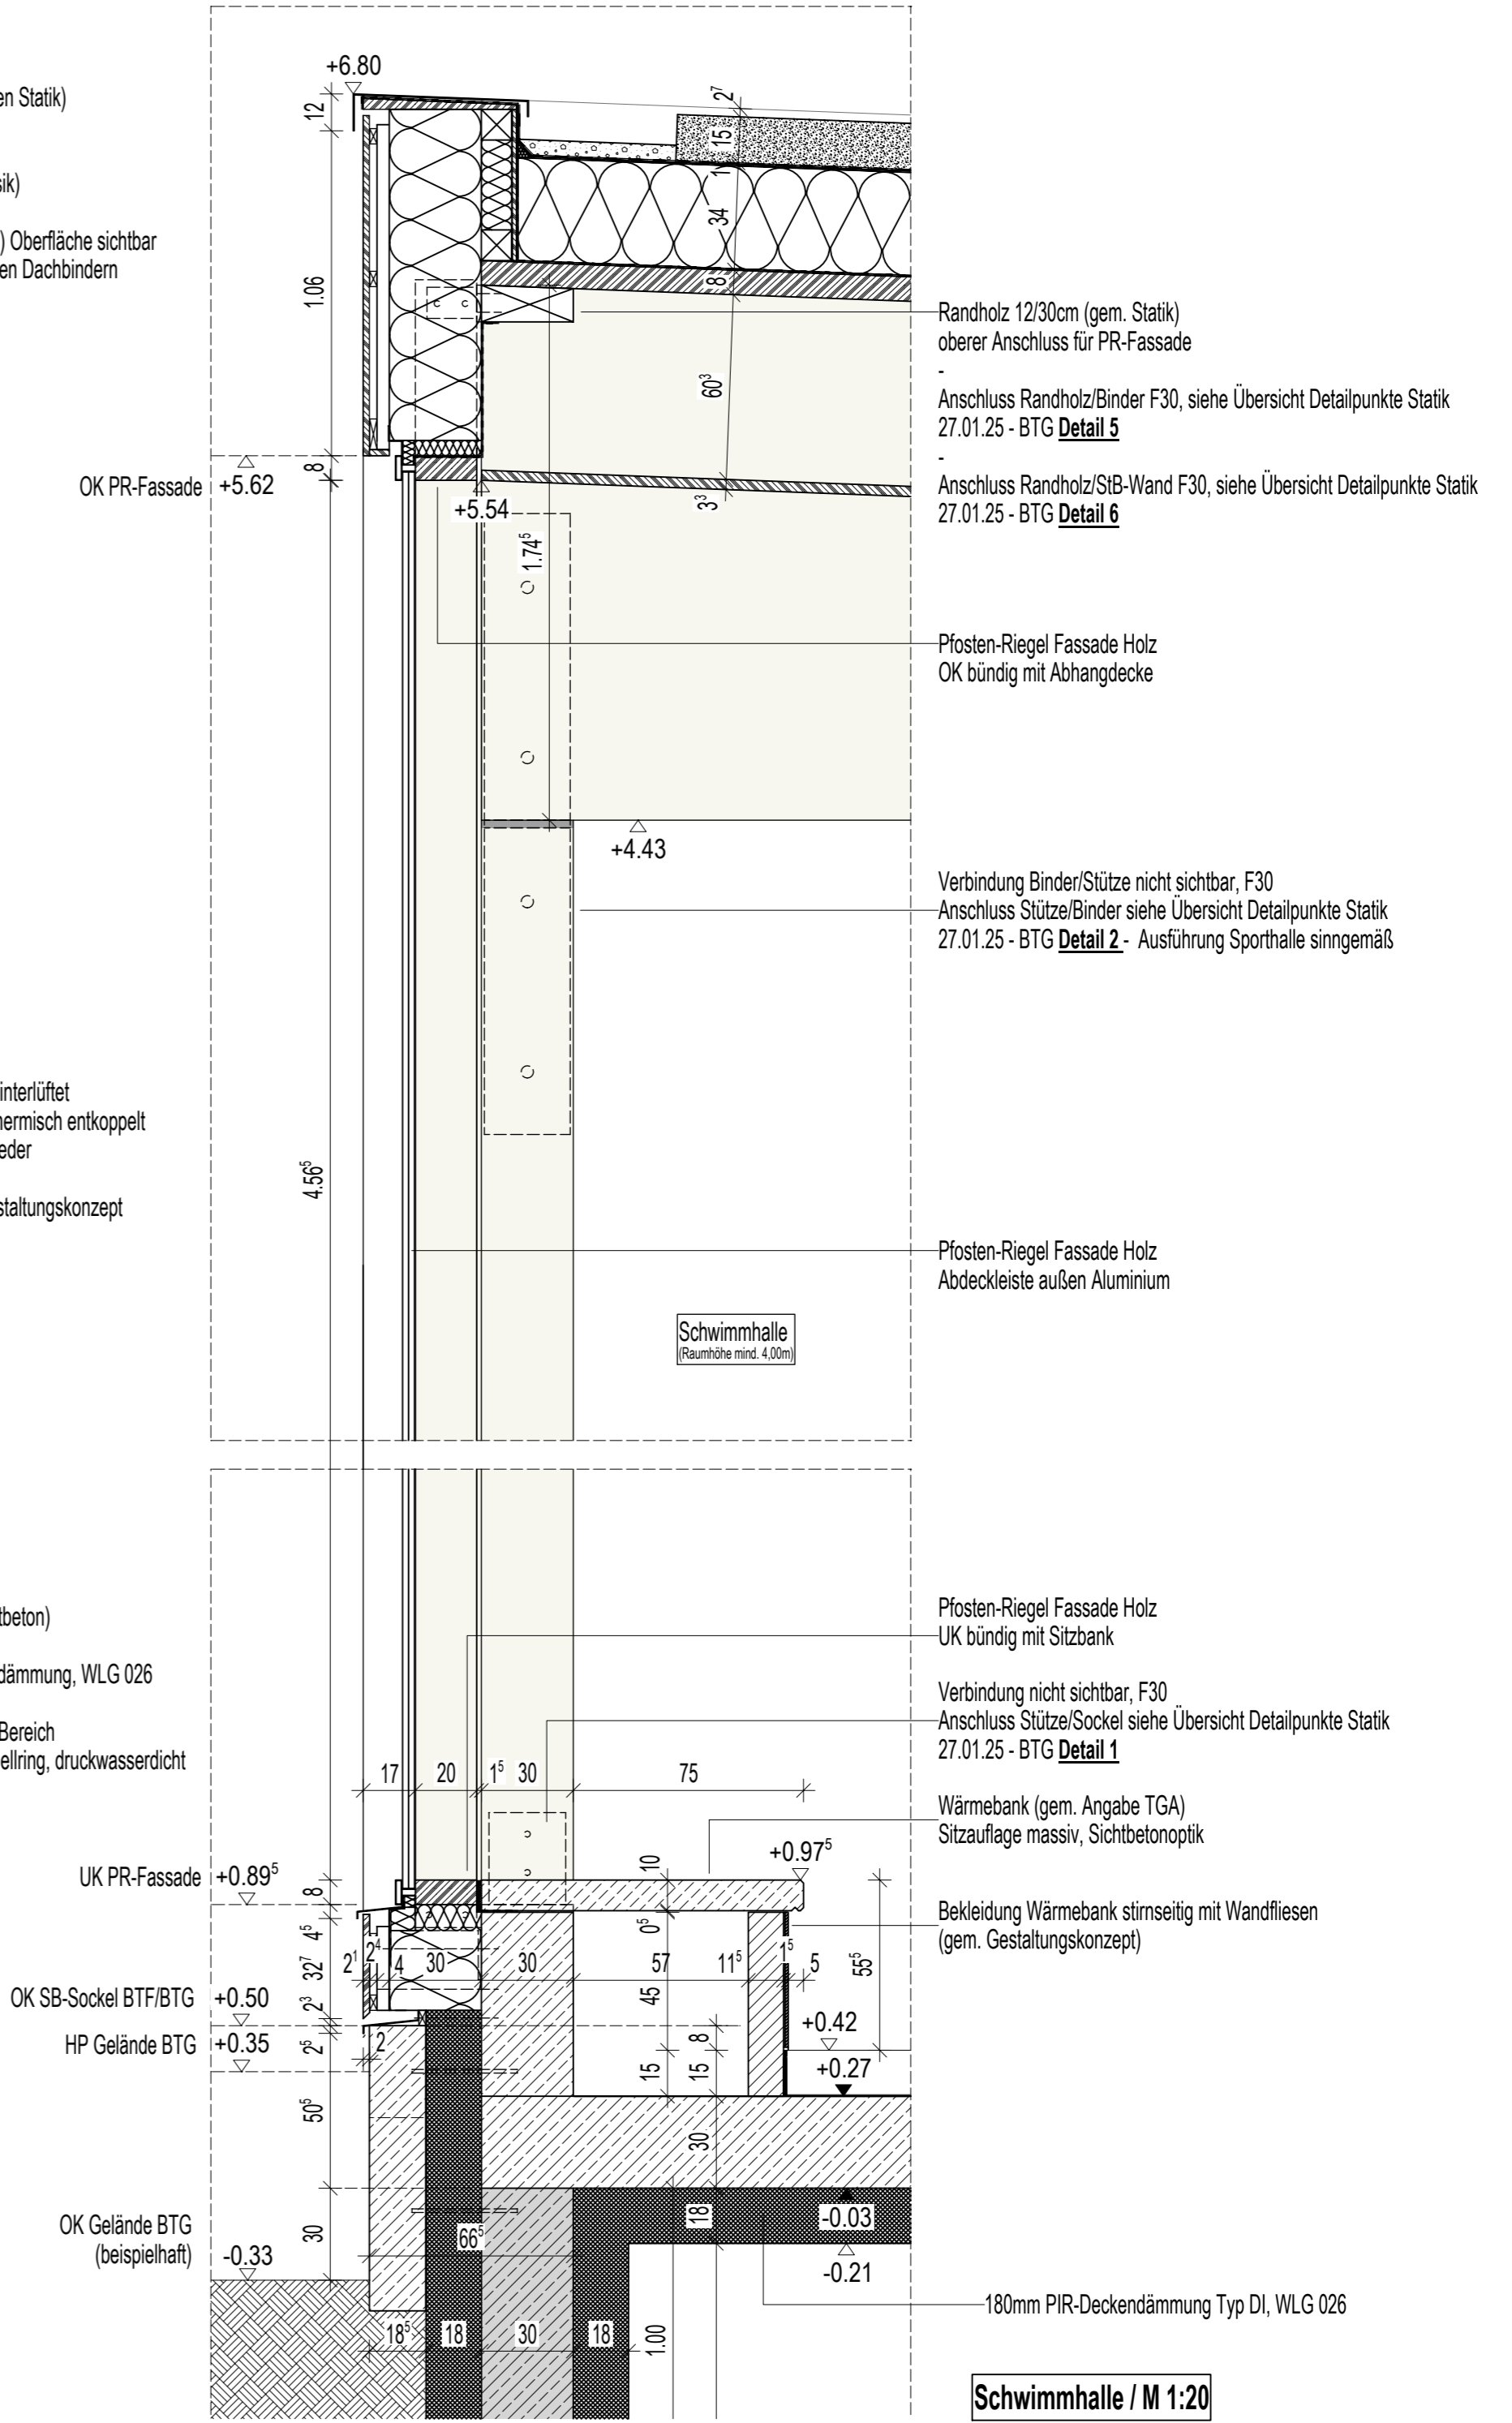 +6.80
en Statik)
12
2⁷
15
sik)
1
) Oberfläche sichtbar
en Dachbindern
34
1.06
8
Randholz 12/30cm (gem. Statik)
oberer Anschluss für PR-Fassade
-
Anschluss Randholz/Binder F30, siehe Übersicht Detailpunkte Statik
27.01.25 - BTG Detail 5
-
Anschluss Randholz/StB-Wand F30, siehe Übersicht Detailpunkte Statik
27.01.25 - BTG Detail 6
60³
8
OK PR-Fassade +5.62
+5.54
3³
1.74⁵
Pfosten-Riegel Fassade Holz
OK bündig mit Abhangdecke
+4.43
Verbindung Binder/Stütze nicht sichtbar, F30
Anschluss Stütze/Binder siehe Übersicht Detailpunkte Statik
27.01.25 - BTG Detail 2 - Ausführung Sporthalle sinngemäß
interlüftet
hermisch entkoppelt
eder
staltungskonzept
4.56⁵
Pfosten-Riegel Fassade Holz
Abdeckleiste außen Aluminium
Schwimmhalle
(Raumhöhe mind. 4,00m)
tbeton)
dämmung, WLG 026
Bereich
ellring, druckwasserdicht
Pfosten-Riegel Fassade Holz
UK bündig mit Sitzbank
Verbindung nicht sichtbar, F30
Anschluss Stütze/Sockel siehe Übersicht Detailpunkte Statik
27.01.25 - BTG Detail 1
17 20 1⁵ 30 75
Wärmebank (gem. Angabe TGA)
Sitzauflage massiv, Sichtbetonoptik
+0.97⁵
10
UK PR-Fassade +0.89⁵
8
Bekleidung Wärmebank stirnseitig mit Wandfliesen
(gem. Gestaltungskonzept)
4⁵
0⁵
1⁵
55⁵
32⁷
2¹ 2⁴ 4 30 30 57 11⁵ 5
45
OK SB-Sockel BTF/BTG +0.50
2³
+0.42
HP Gelände BTG +0.35
2⁵
2
8
+0.27
15
15
50⁵
30
18
-0.03
OK Gelände BTG
(beispielhaft)
-0.33
30
66⁵
-0.21
180mm PIR-Deckendämmung Typ DI, WLG 026
18⁵ 18 30 18
1.00
Schwimmhalle / M 1:20